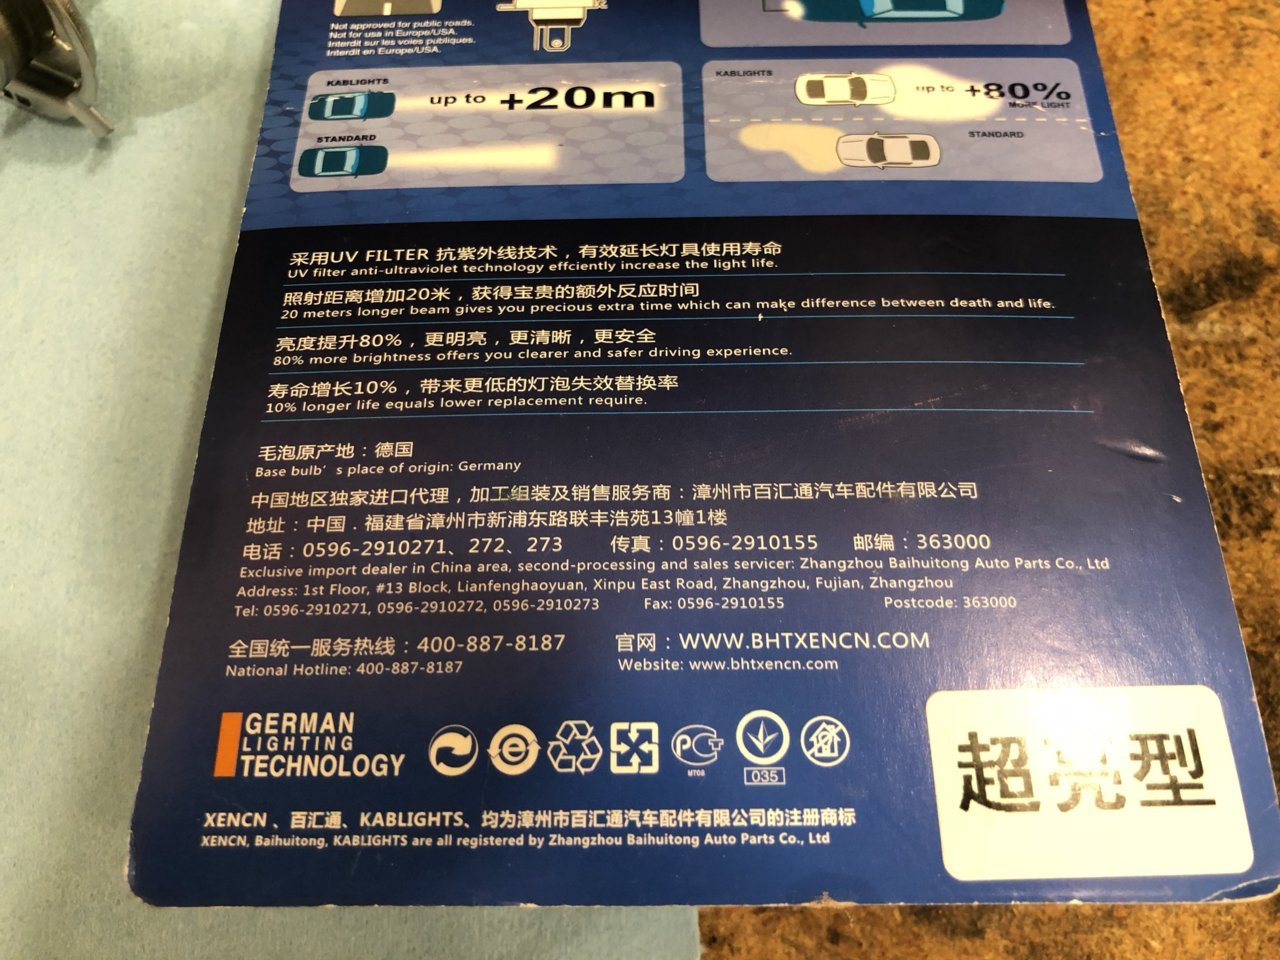 Not approved for public roads.
Not for use in Europe/USA.
Interdit sur les voies publiques.
Interdit en Europe/USA.
KABLIGHTS
up to +20m
STANDARD
KABLIGHTS
up to +80%
MORE LIGHT
STANDARD
采用UV FILTER 抗紫外线技术，有效延长灯具使用寿命
UV filter anti-ultraviolet technology effciently increase the light life.
照射距离增加20米，获得宝贵的额外反应时间
20 meters longer beam gives you precious extra time which can make difference between death and life.
亮度提升80%，更明亮，更清晰，更安全
80% more brightness offers you clearer and safer driving experience.
寿命增长10%，带来更低的灯泡失效替换率
10% longer life equals lower replacement require.
毛泡原产地：德国
Base bulb's place of origin: Germany
中国地区独家进口代理，加工组装及销售服务商：漳州市百汇通汽车配件有限公司
地址：中国．福建省漳州市新浦东路联丰浩苑13幢1楼
电话：0596-2910271、272、273 传真：0596-2910155 邮编：363000
Exclusive import dealer in China area, second-processing and sales servicer: Zhangzhou Baihuitong Auto Parts Co., Ltd
Address: 1st Floor, #13 Block, Lianfenghaoyuan, Xinpu East Road, Zhangzhou, Fujian, Zhangzhou
Tel: 0596-2910271, 0596-2910272, 0596-2910273 Fax: 0596-2910155 Postcode: 363000
全国统一服务热线：400-887-8187 官网：WWW.BHTXENCN.COM
National Hotline: 400-887-8187 Website: www.bhtxencn.com
GERMAN
LIGHTING
TECHNOLOGY
e
PCT
MT08
035
超亮型
XENCN、百汇通、KABLIGHTS、均为漳州市百汇通汽车配件有限公司的注册商标
XENCN, Baihuitong, KABLIGHTS are all registered by Zhangzhou Baihuitong Auto Parts Co., Ltd